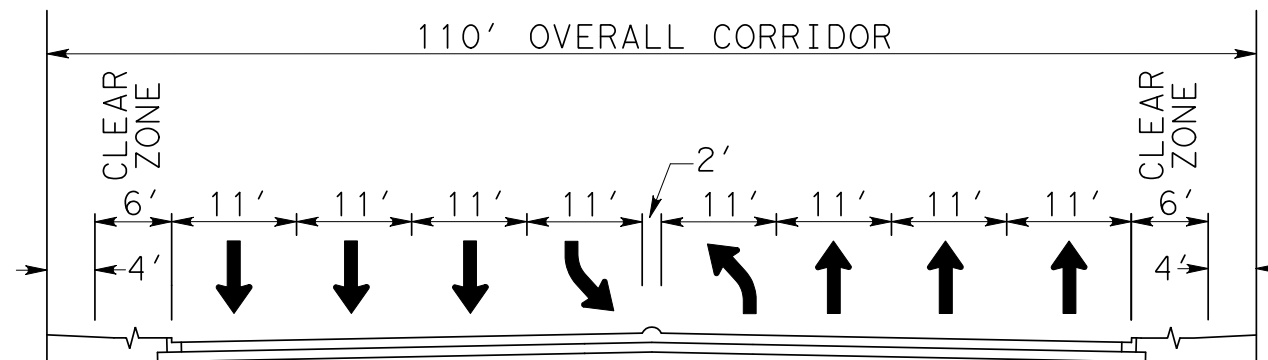 110' OVERALL CORRIDOR
CLEAR
ZONE
CLEAR
ZONE
2'
6' 11' 11' 11' 11' 11' 11' 11' 11' 6'
4' 4'